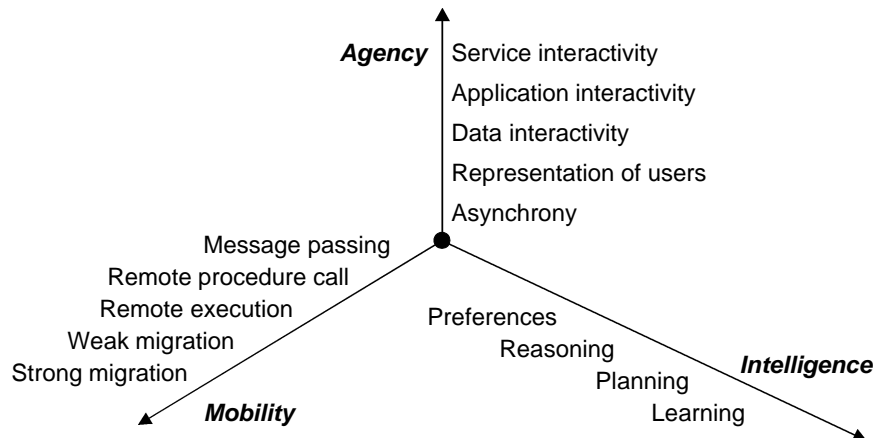 Agency
Service interactivity
Application interactivity
Data interactivity
Representation of users
Asynchrony
Message passing
Remote procedure call
Remote execution
Weak migration
Strong migration
Mobility
Preferences
Reasoning
Planning
Learning
Intelligence